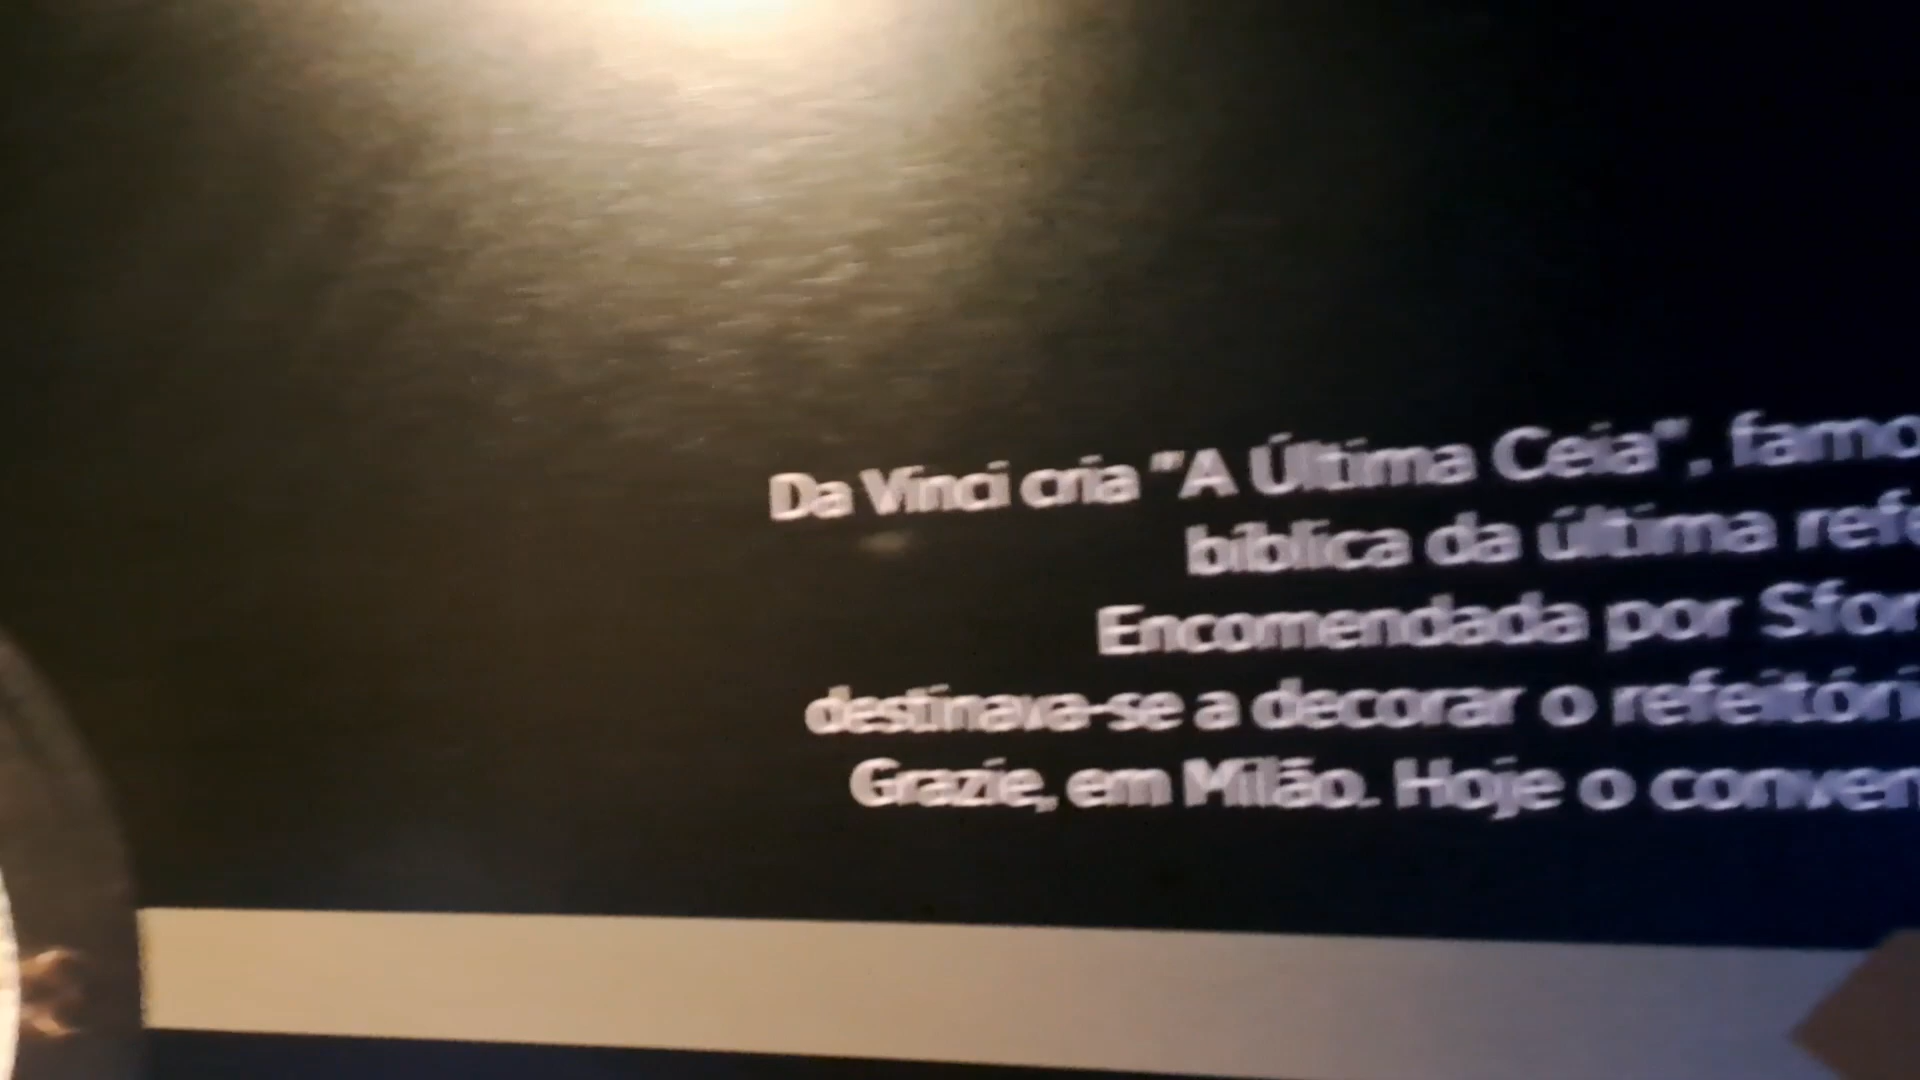 Da Vinci cria "A Última Ceia", famo
bíblica da última refe
Encomendada por Sfor
destinava-se a decorar o refeitóri
Grazie, em Milão. Hoje o conven